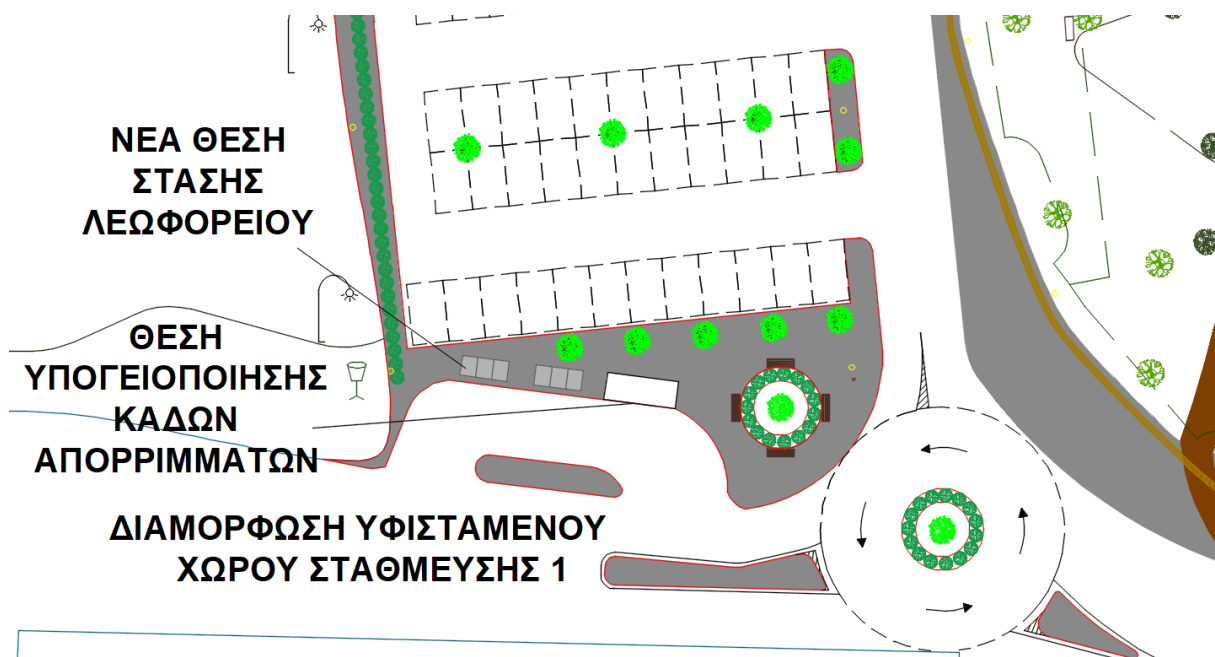 ΝΕΑ ΘΕΣΗ
ΣΤΑΣΗΣ
ΛΕΩΦΟΡΕΙΟΥ
ΘΕΣΗ
ΥΠΟΓΕΙΟΠΟΙΗΣΗΣ
ΚΑΔΩΝ
ΑΠΟΡΡΙΜΜΑΤΩΝ
ΔΙΑΜΟΡΦΩΣΗ ΥΦΙΣΤΑΜΕΝΟΥ
ΧΩΡΟΥ ΣΤΑΘΜΕΥΣΗΣ 1